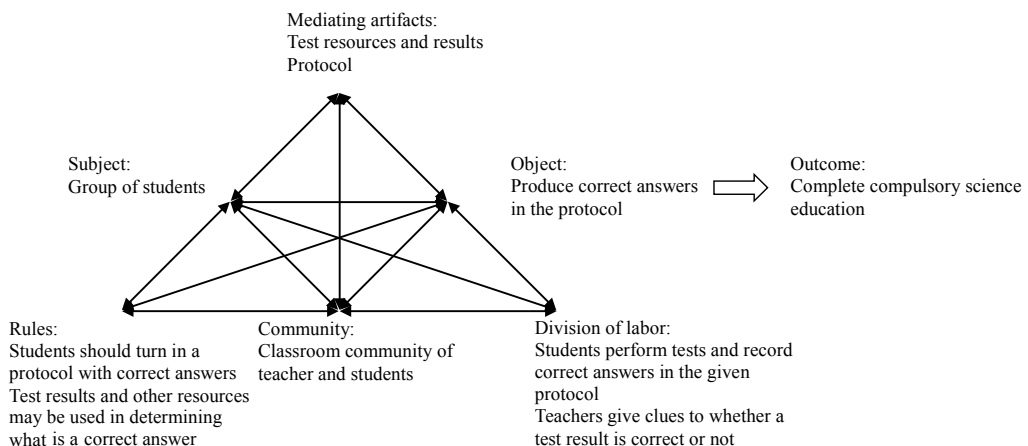 Mediating artifacts:
Test resources and results
Protocol
Subject:
Group of students
Object:
Produce correct answers
in the protocol
Outcome:
Complete compulsory science
education
Rules:
Students should turn in a
protocol with correct answers
Test results and other resources
may be used in determining
what is a correct answer
Community:
Classroom community of
teacher and students
Division of labor:
Students perform tests and record
correct answers in the given
protocol
Teachers give clues to whether a
test result is correct or not